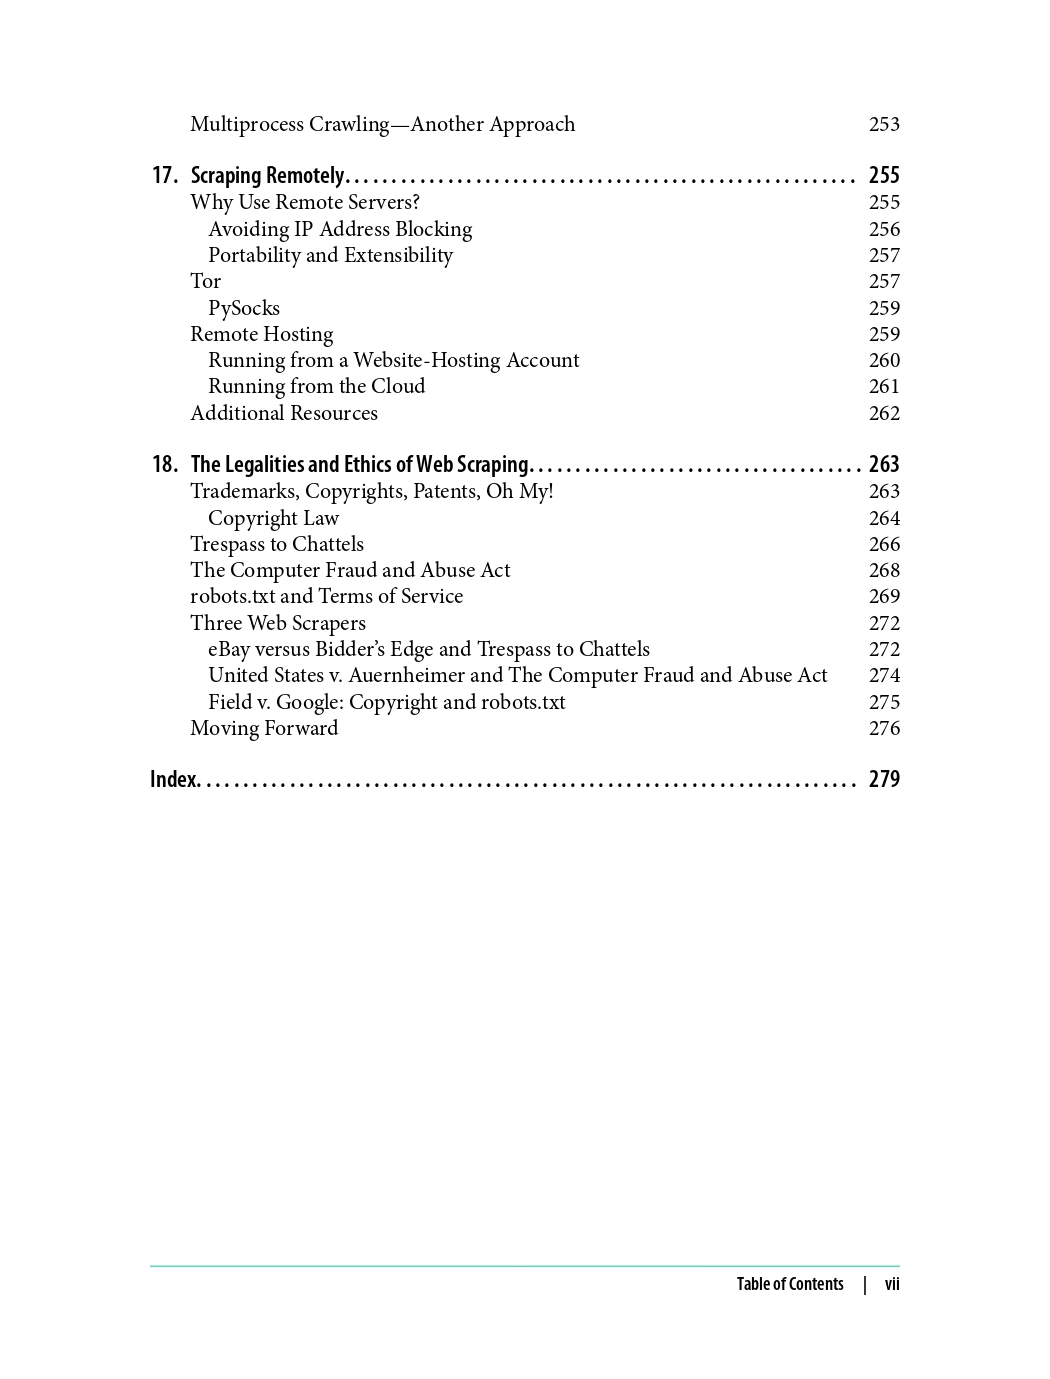 Multiprocess Crawling—Another Approach 253
17. Scraping Remotely. . . . . . . . . . . . . . . . . . . . . . . . . . . . . . . . . . . . . . . . . . . . . . . . . . . . . . . 255
Why Use Remote Servers? 255
Avoiding IP Address Blocking 256
Portability and Extensibility 257
Tor 257
PySocks 259
Remote Hosting 259
Running from a Website-Hosting Account 260
Running from the Cloud 261
Additional Resources 262
18. The Legalities and Ethics of Web Scraping. . . . . . . . . . . . . . . . . . . . . . . . . . . . . . . . . . . . 263
Trademarks, Copyrights, Patents, Oh My! 263
Copyright Law 264
Trespass to Chattels 266
The Computer Fraud and Abuse Act 268
robots.txt and Terms of Service 269
Three Web Scrapers 272
eBay versus Bidder’s Edge and Trespass to Chattels 272
United States v. Auernheimer and The Computer Fraud and Abuse Act 274
Field v. Google: Copyright and robots.txt 275
Moving Forward 276
Index. . . . . . . . . . . . . . . . . . . . . . . . . . . . . . . . . . . . . . . . . . . . . . . . . . . . . . . . . . . . . . . . . . . . . . . 279
Table of Contents | vii